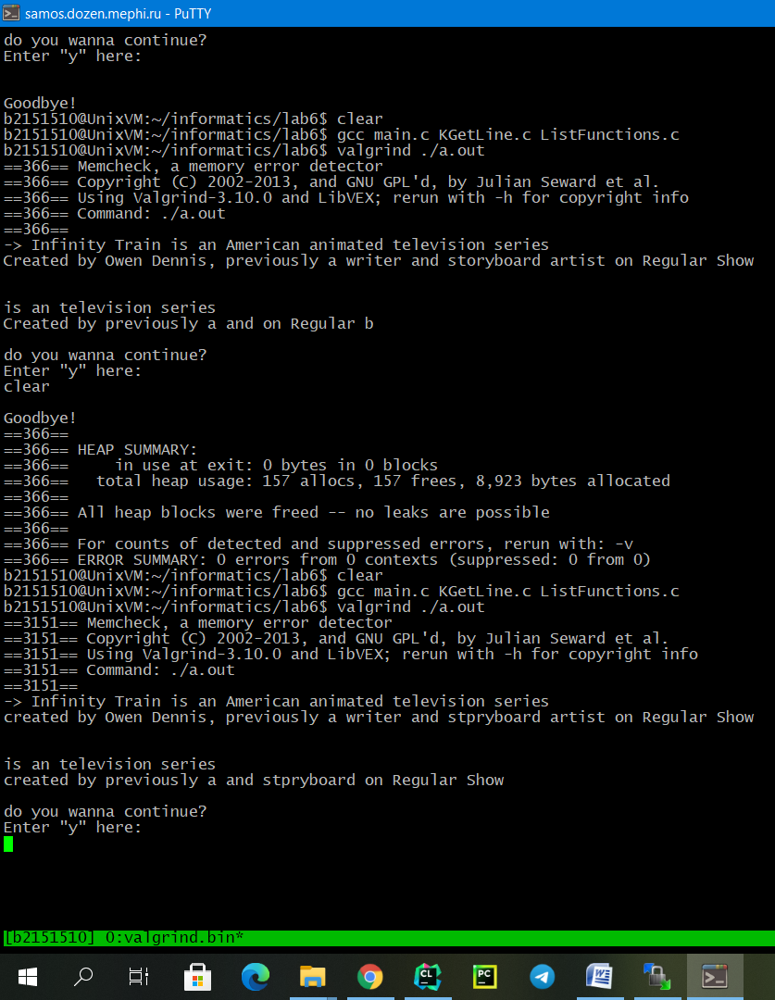 samos.dozen.mephi.ru - PuTTY
do you wanna continue?
Enter "y" here:
Goodbye!
b2151510@UnixVM:~/informatics/lab6$ clear
b2151510@UnixVM:~/informatics/lab6$ gcc main.c KGetLine.c ListFunctions.c
b2151510@UnixVM:~/informatics/lab6$ valgrind ./a.out
==366== Memcheck, a memory error detector
==366== Copyright (C) 2002-2013, and GNU GPL'd, by Julian Seward et al.
==366== Using Valgrind-3.10.0 and LibVEX; rerun with -h for copyright info
==366== Command: ./a.out
==366==
-> Infinity Train is an American animated television series
Created by Owen Dennis, previously a writer and storyboard artist on Regular Show
is an television series
Created by previously a and on Regular b
do you wanna continue?
Enter "y" here:
clear
Goodbye!
==366==
==366== HEAP SUMMARY:
==366==     in use at exit: 0 bytes in 0 blocks
==366==   total heap usage: 157 allocs, 157 frees, 8,923 bytes allocated
==366==
==366== All heap blocks were freed -- no leaks are possible
==366==
==366== For counts of detected and suppressed errors, rerun with: -v
==366== ERROR SUMMARY: 0 errors from 0 contexts (suppressed: 0 from 0)
b2151510@UnixVM:~/informatics/lab6$ clear
b2151510@UnixVM:~/informatics/lab6$ gcc main.c KGetLine.c ListFunctions.c
b2151510@UnixVM:~/informatics/lab6$ valgrind ./a.out
==3151== Memcheck, a memory error detector
==3151== Copyright (C) 2002-2013, and GNU GPL'd, by Julian Seward et al.
==3151== Using Valgrind-3.10.0 and LibVEX; rerun with -h for copyright info
==3151== Command: ./a.out
==3151==
-> Infinity Train is an American animated television series
created by Owen Dennis, previously a writer and stpryboard artist on Regular Show
is an television series
created by previously a and stpryboard on Regular Show
do you wanna continue?
Enter "y" here:
[b2151510] 0:valgrind.bin*
CL
PC
W